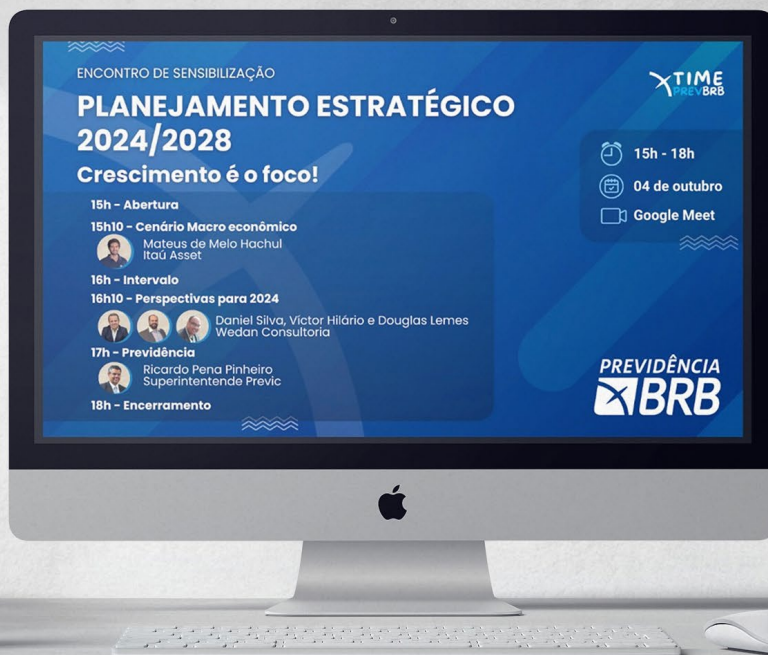 ENCONTRO DE SENSIBILIZAÇÃO
PLANEJAMENTO ESTRATÉGICO
2024/2028
Crescimento é o foco!
15h - Abertura
15h10 - Cenário Macro econômico
Mateus de Melo Hachul
Itaú Asset
16h - Intervalo
16h10 - Perspectivas para 2024
Daniel Silva, Víctor Hilário e Douglas Lemes
Wedan Consultoria
17h - Previdência
Ricardo Pena Pinheiro
Superintentende Previc
18h - Encerramento
TIME
PREVBRB
15h - 18h
04 de outubro
Google Meet
PREVIDÊNCIA
BRB